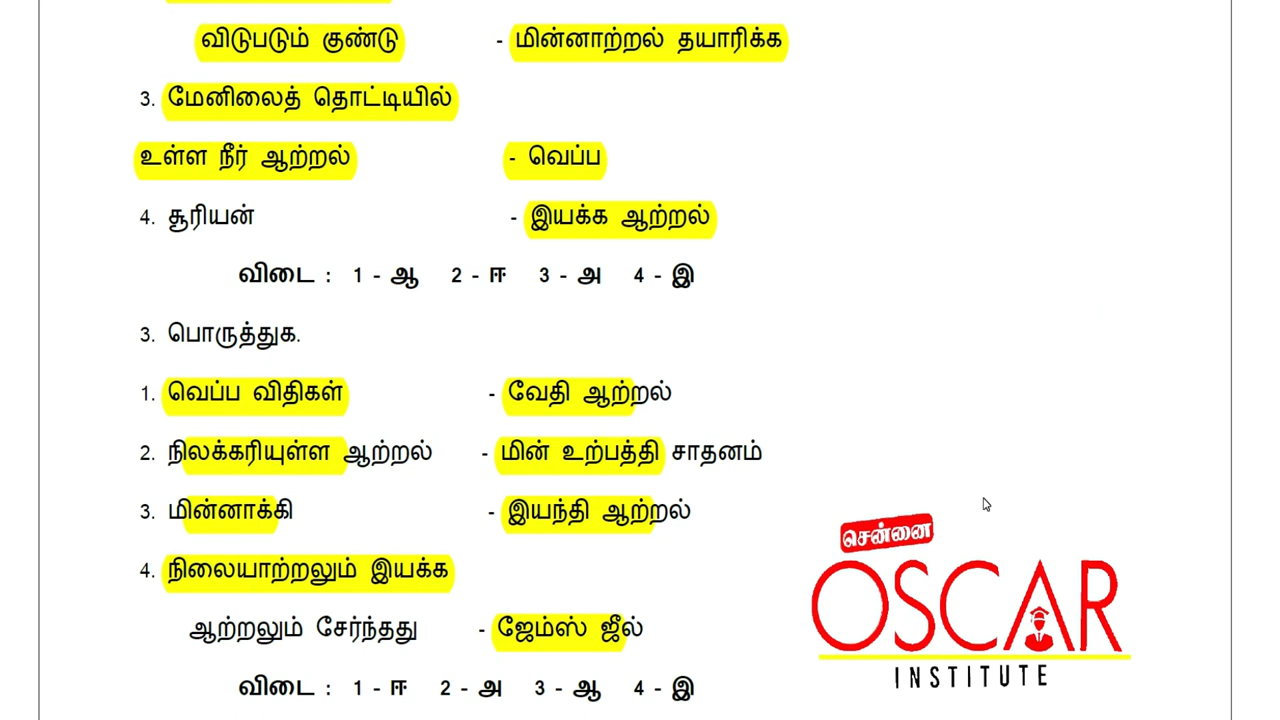 விடுபடும் குண்டு - மின்னாற்றல் தயாரிக்க
3. மேனிலைத் தொட்டியில்
உள்ள நீர் ஆற்றல் - வெப்ப
4. சூரியன் - இயக்க ஆற்றல்
விடை : 1 - ஆ 2 - ஈ 3 - அ 4 - இ
3. பொருத்துக.
1. வெப்ப விதிகள் - வேதி ஆற்றல்
2. நிலக்கரியுள்ள ஆற்றல் - மின் உற்பத்தி சாதனம்
3. மின்னாக்கி - இயந்தி ஆற்றல்
4. நிலையாற்றலும் இயக்க
ஆற்றலும் சேர்ந்தது - ஜேம்ஸ் ஜீல்
விடை : 1 - ஈ 2 - அ 3 - ஆ 4 - இ
சென்னை
OSCAR
INSTITUTE